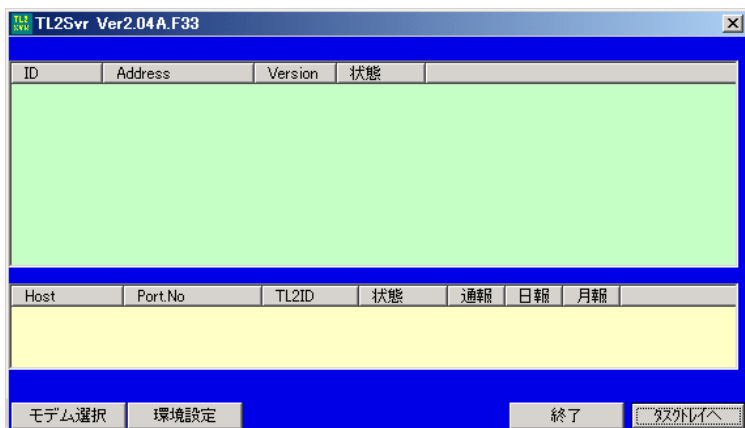 TL2 SVR TL2Svr Ver2.04A.F33
ID Address Version 状態
Host Port.No TL2ID 状態 通報 日報 月報
モデム選択 環境設定 終了 ﾀｽｸﾄﾚｲへ